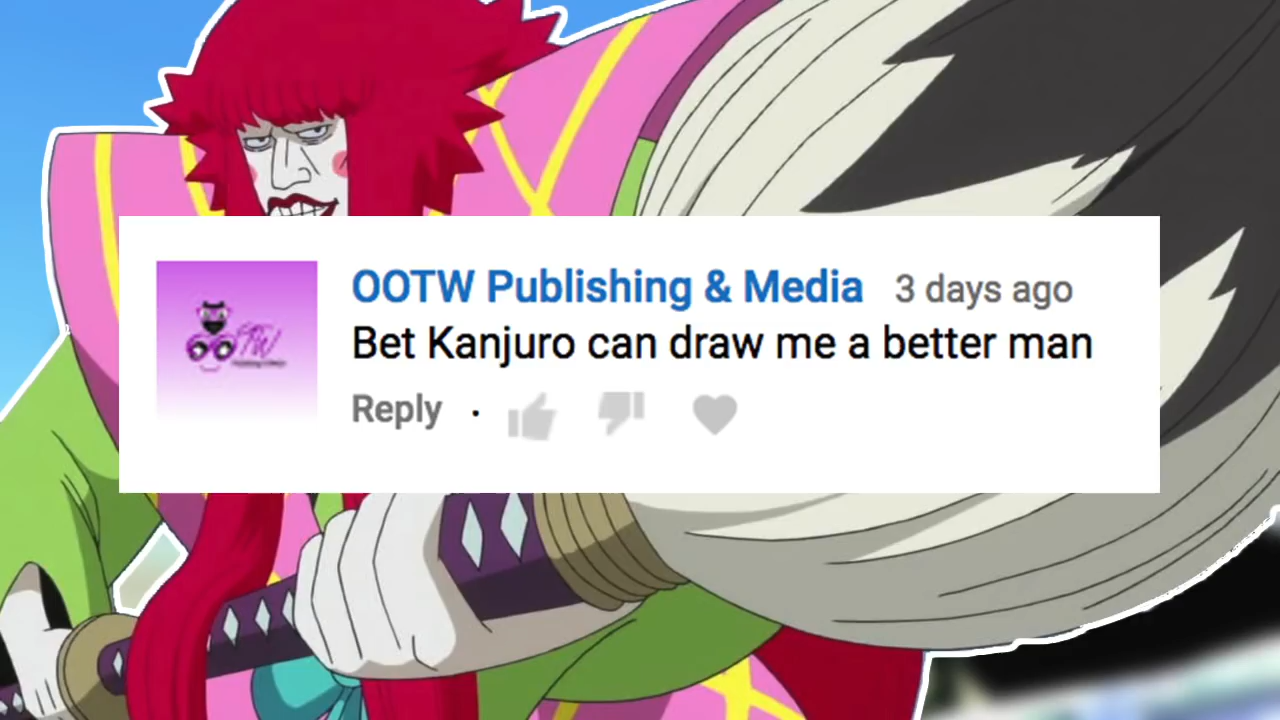 OOTW Publishing & Media 3 days ago
Bet Kanjuro can draw me a better man
Reply